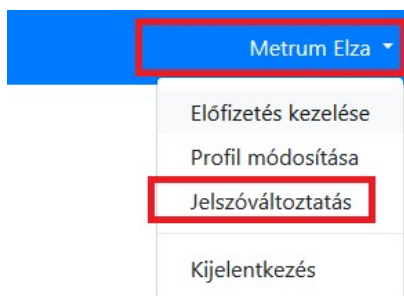 Metrum Elza
Előfizetés kezelése
Profil módosítása
Jelszóváltoztatás
Kijelentkezés